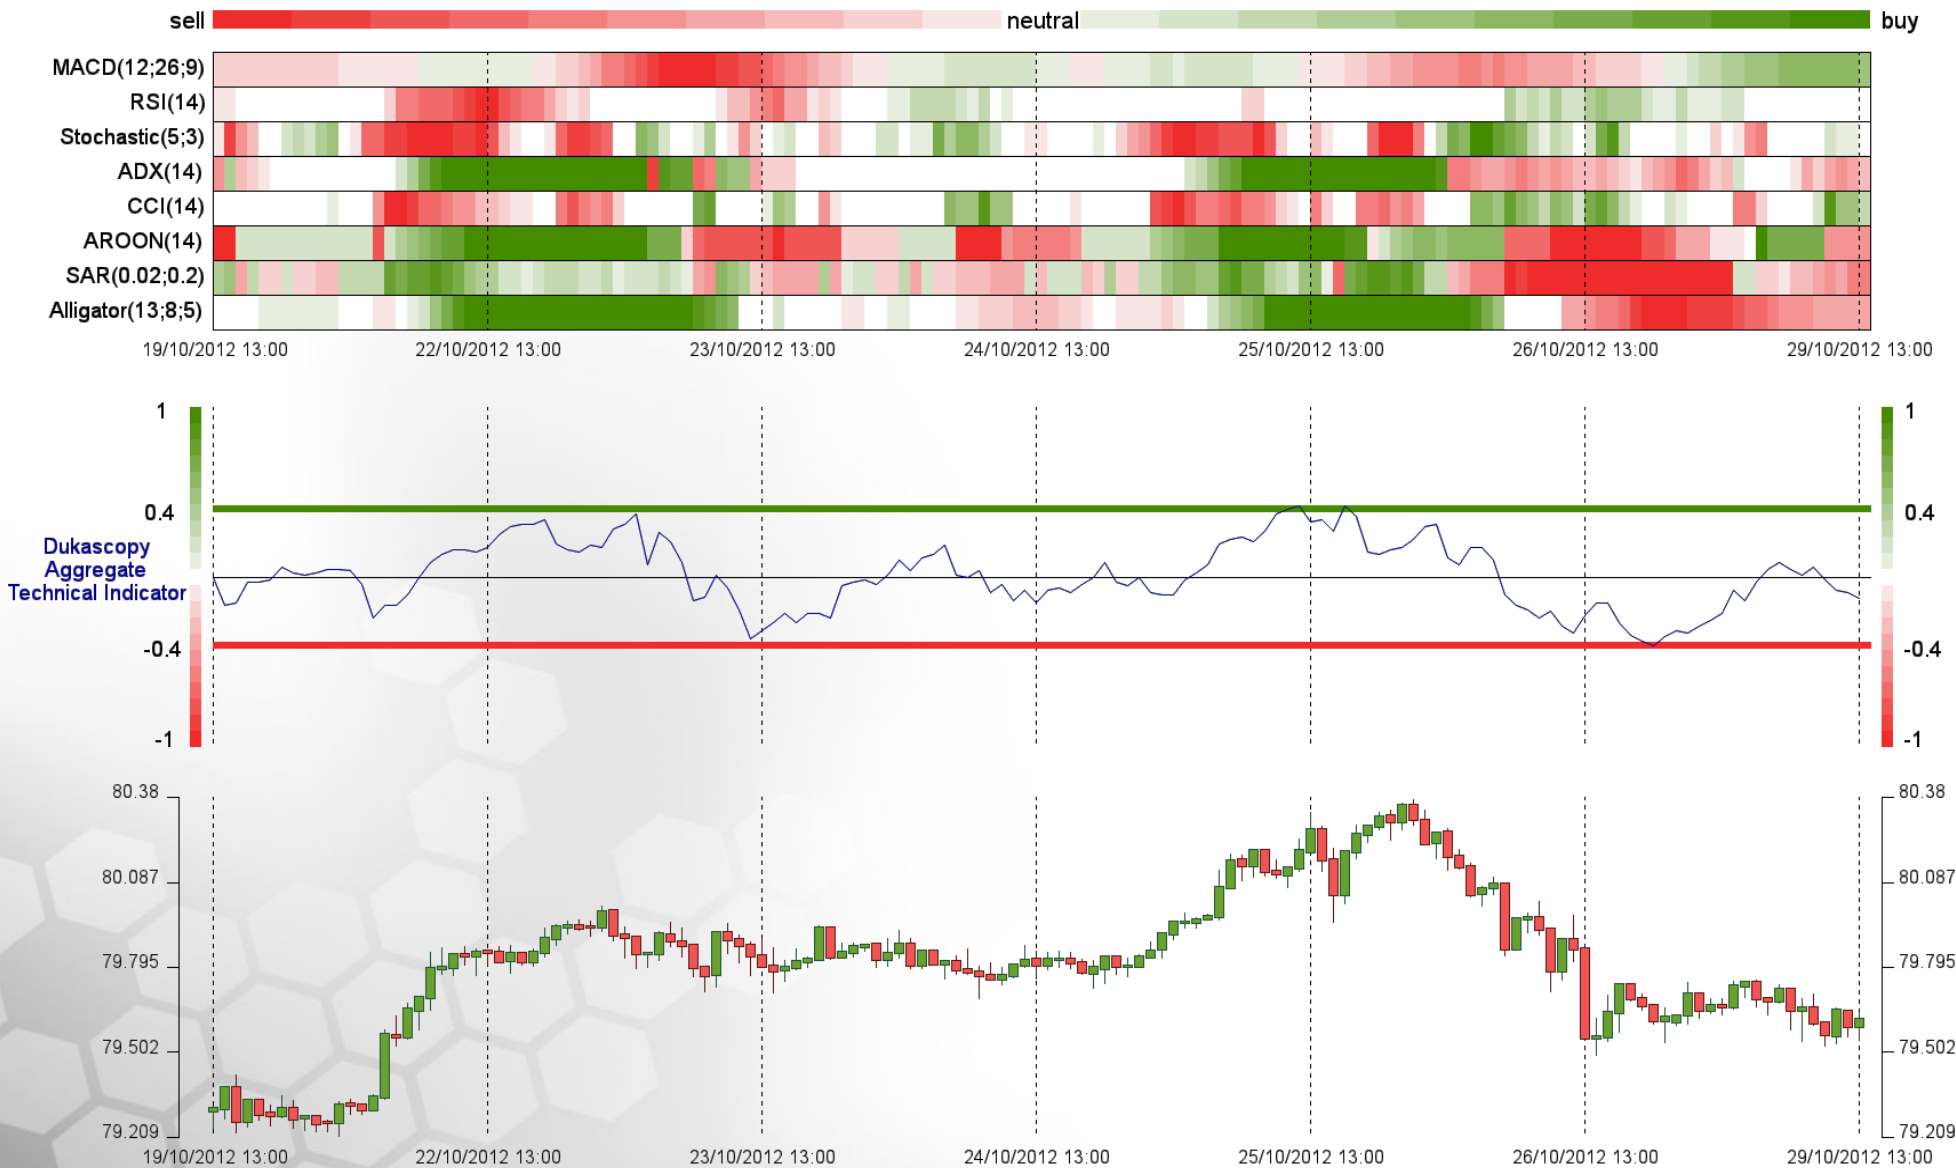 sell neutral buy
MACD(12;26;9)
RSI(14)
Stochastic(5;3)
ADX(14)
CCI(14)
AROON(14)
SAR(0.02;0.2)
Alligator(13;8;5)
19/10/2012 13:00 22/10/2012 13:00 23/10/2012 13:00 24/10/2012 13:00 25/10/2012 13:00 26/10/2012 13:00 29/10/2012 13:00
1 1
0.4 0.4
Dukascopy
Aggregate
Technical Indicator
-0.4 -0.4
-1 -1
80.38 80.38
80.087 80.087
79.795 79.795
79.502 79.502
79.209 79.209
19/10/2012 13:00 22/10/2012 13:00 23/10/2012 13:00 24/10/2012 13:00 25/10/2012 13:00 26/10/2012 13:00 29/10/2012 13:00